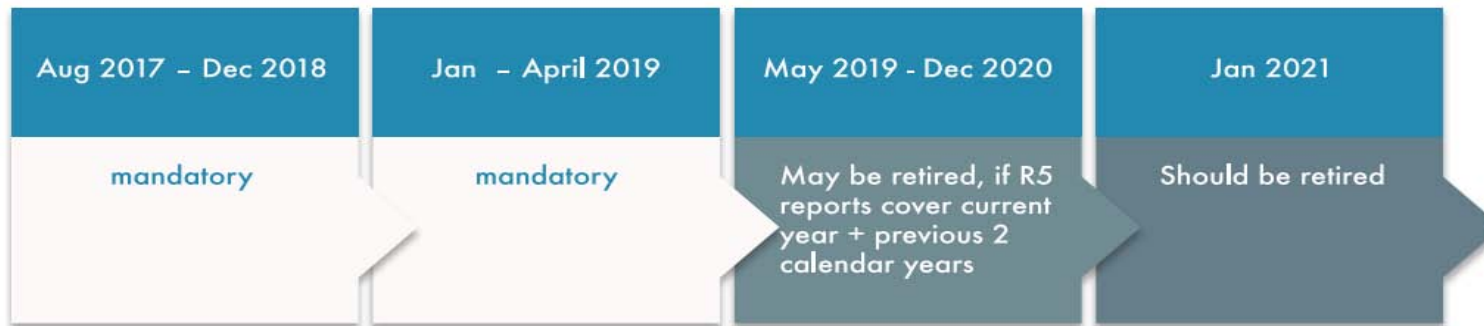 Aug 2017 – Dec 2018
mandatory
Jan – April 2019
mandatory
May 2019 - Dec 2020
May be retired, if R5
reports cover current
year + previous 2
calendar years
Jan 2021
Should be retired